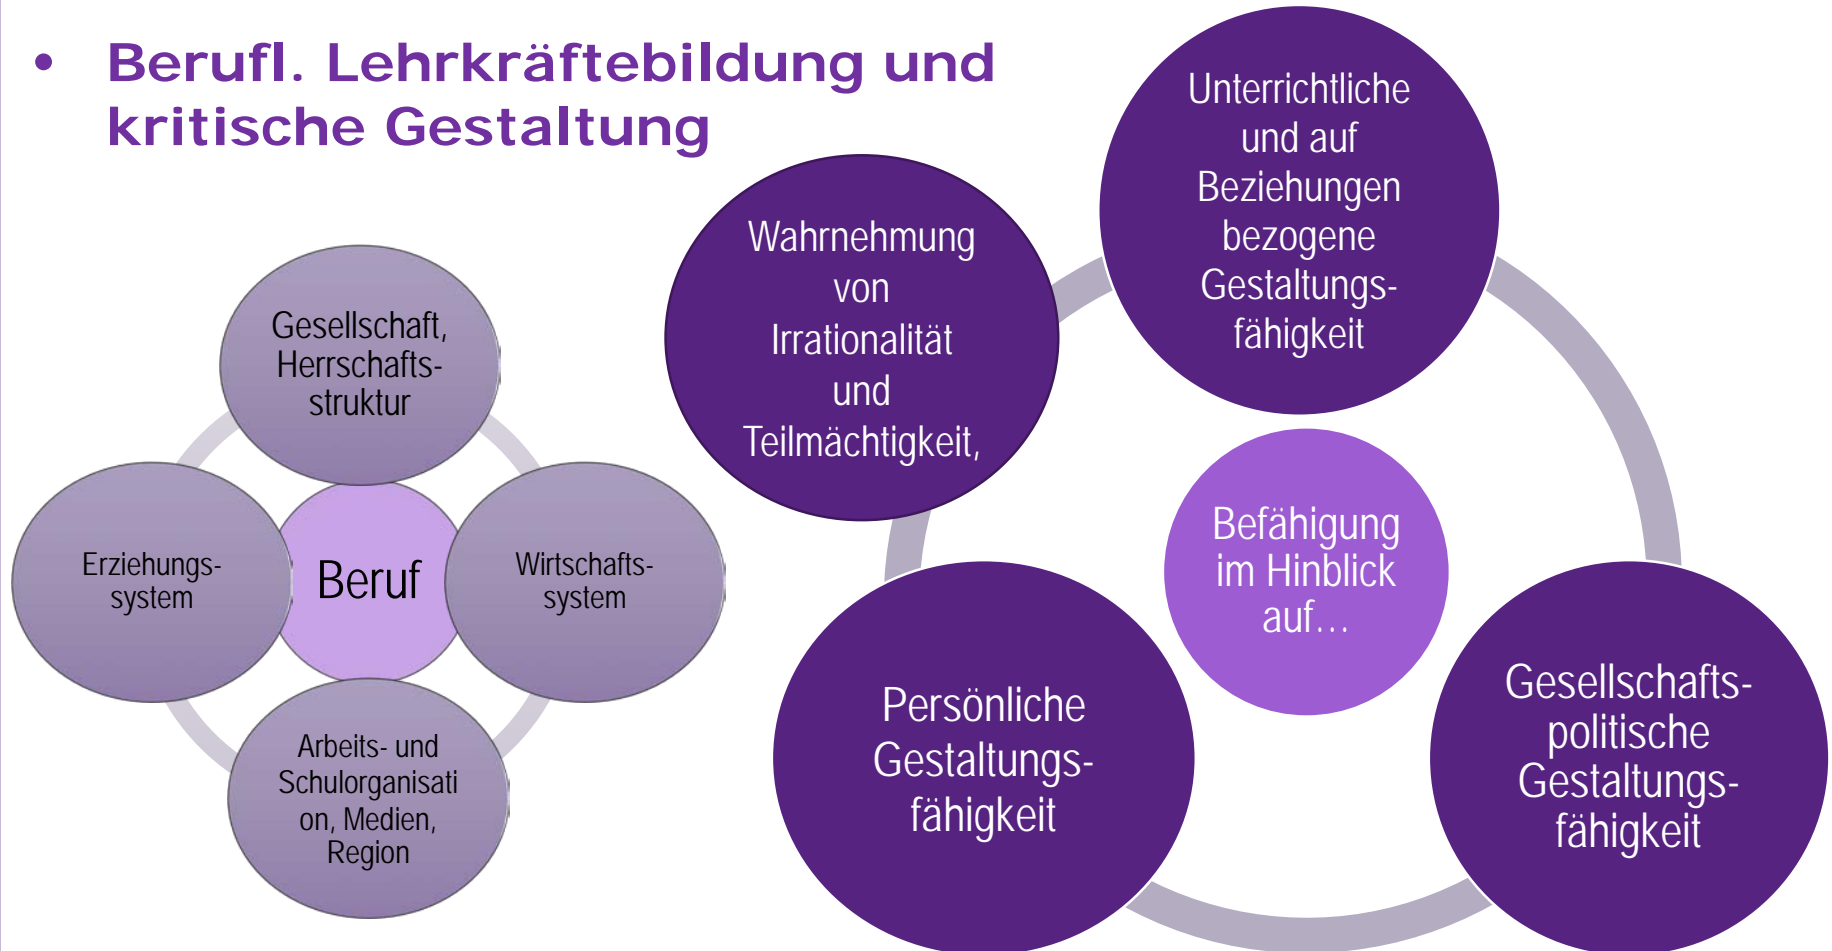 • Berufl. Lehrkräftebildung und
kritische Gestaltung
Gesellschaft,
Herrschafts-
struktur
Erziehungs-
system
Beruf
Wirtschafts-
system
Arbeits- und
Schulorganisati
on, Medien,
Region
Wahrnehmung
von
Irrationalität
und
Teilmächtigkeit,
Unterrichtliche
und auf
Beziehungen
bezogene
Gestaltungs-
fähigkeit
Befähigung
im Hinblick
auf…
Persönliche
Gestaltungs-
fähigkeit
Gesellschafts-
politische
Gestaltungs-
fähigkeit